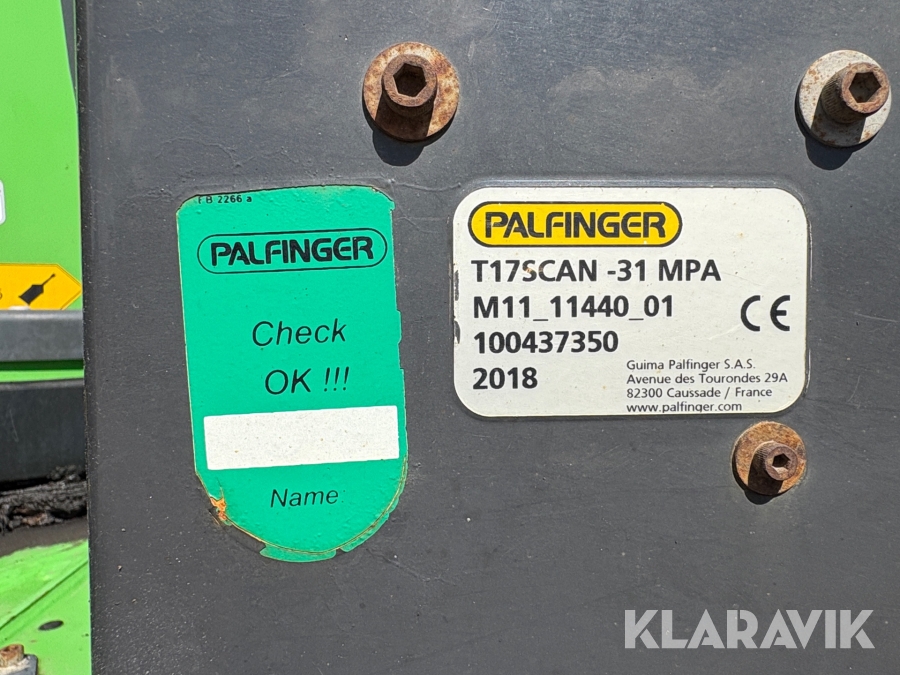 F B 2266 a
PALFINGER
Check
OK !!!
Name
PALFINGER
T17SCAN -31 MPA
M11_11440_01
100437350
2018
CE
Guima Palfinger S.A.S.
Avenue des Tourondes 29A
82300 Caussade / France
www.palfinger.com
KLARAVIK